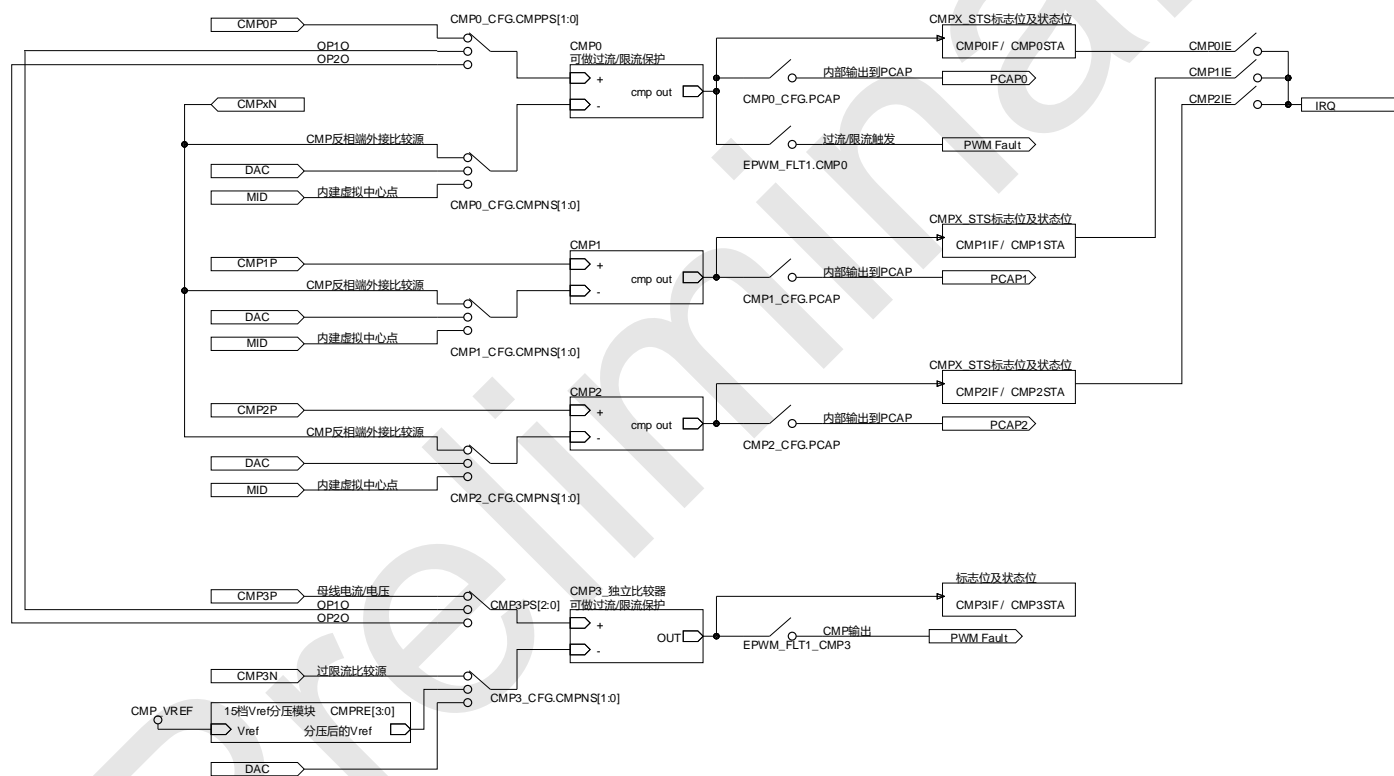 CMP0P
CMP0_CFG.CMPPS[1:0]
OP1O
OP2O
CMP0
可做过流/限流保护
+
-
cmp out
CMPX_STS标志位及状态位
CMP0IF / CMP0STA
内部输出到PCAP
PCAP0
CMP0_CFG.PCAP
过流/限流触发
PWM Fault
EPWM_FLT1.CMP0
CMP0IE
CMP1IE
CMP2IE
IRQ
CMPxN
CMP反相端外接比较源
DAC
MID
内建虚拟中心点
CMP0_CFG.CMPNS[1:0]
CMP1P
CMP1
+
-
cmp out
CMPX_STS标志位及状态位
CMP1IF / CMP1STA
内部输出到PCAP
PCAP1
CMP1_CFG.PCAP
CMP反相端外接比较源
DAC
MID
内建虚拟中心点
CMP1_CFG.CMPNS[1:0]
CMP2P
CMP2
+
-
cmp out
CMPX_STS标志位及状态位
CMP2IF / CMP2STA
内部输出到PCAP
PCAP2
CMP2_CFG.PCAP
CMP反相端外接比较源
DAC
MID
内建虚拟中心点
CMP2_CFG.CMPNS[1:0]
CMP3P
母线电流/电压
OP1O
OP2O
CMP3PS[2:0]
CMP3_独立比较器
可做过流/限流保护
+
-
OUT
标志位及状态位
CMP3IF / CMP3STA
CMP输出
PWM Fault
EPWM_FLT1_CMP3
CMP3N
过限流比较源
CMP3_CFG.CMPNS[1:0]
CMP_VREF
15档Vref分压模块 CMPRE[3:0]
Vref
分压后的Vref
DAC
Prelimina